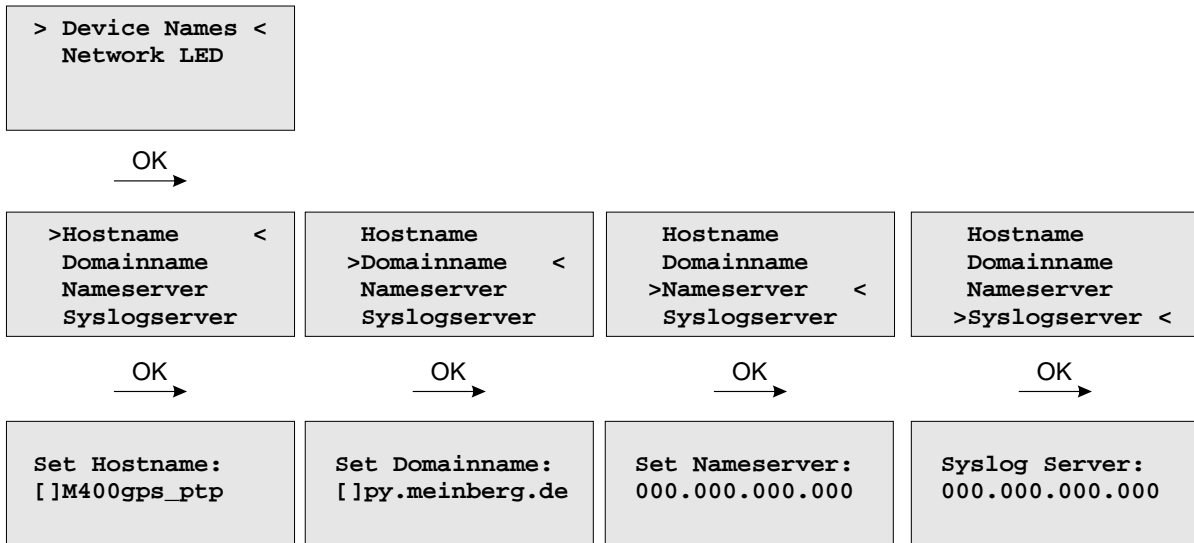 > Device Names <
Network LED
OK
>Hostname <
Domainname
Nameserver
Syslogserver
Hostname
>Domainname <
Nameserver
Syslogserver
Hostname
Domainname
>Nameserver <
Syslogserver
Hostname
Domainname
Nameserver
>Syslogserver <
OK
OK
OK
OK
Set Hostname:
[]M400gps_ptp
Set Domainname:
[]py.meinberg.de
Set Nameserver:
000.000.000.000
Syslog Server:
000.000.000.000